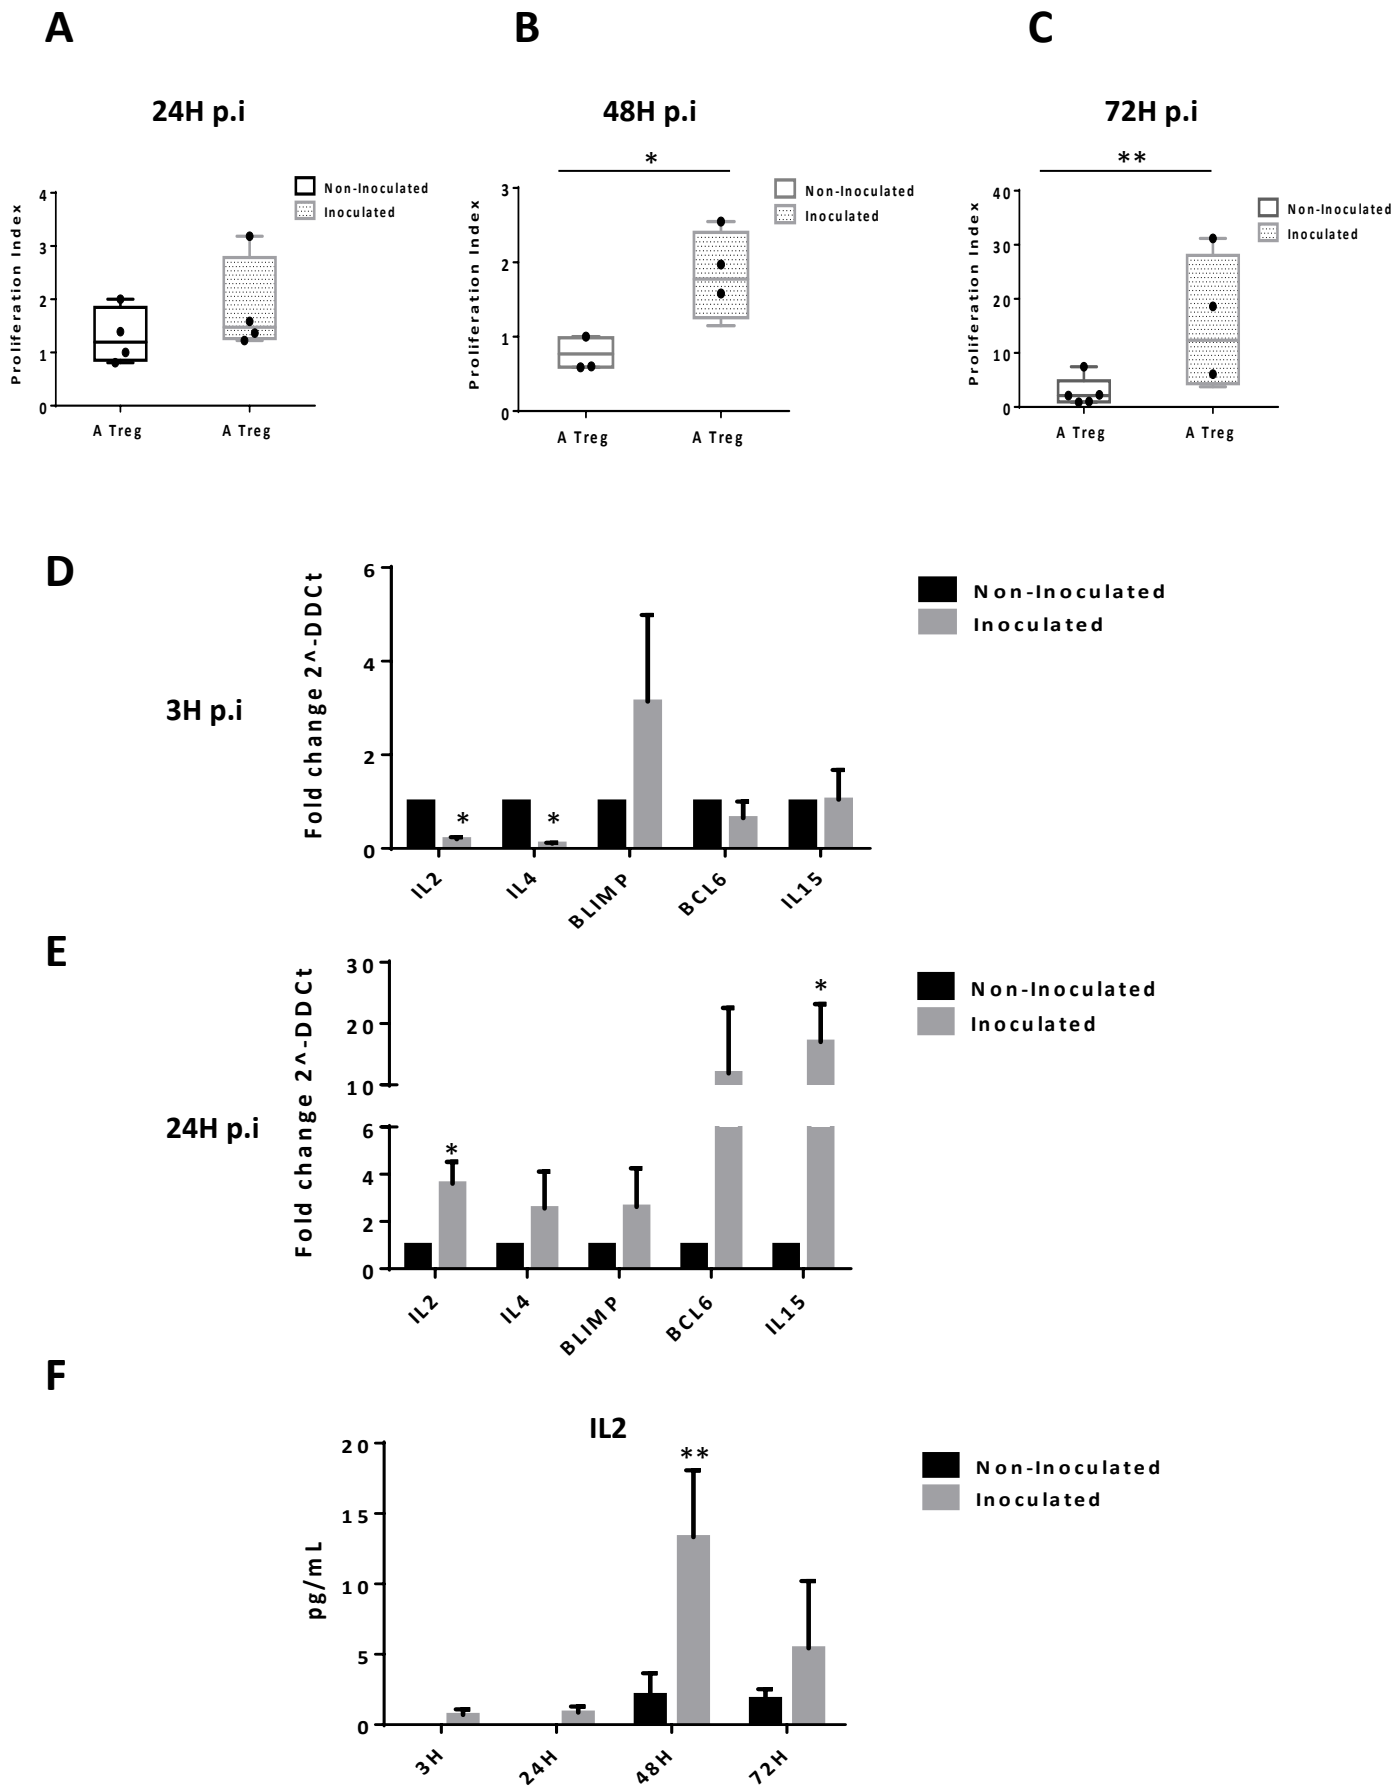 A
B
C
24H p.i
48H p.i
72H p.i
*
**
Non-Inoculated
Inoculated
Non-Inoculated
Inoculated
Non-Inoculated
Inoculated
Proliferation Index
4
3
2
1
0
A Treg
A Treg
Proliferation Index
3
2
1
0
A Treg
A Treg
Proliferation Index
40
30
20
10
0
A Treg
A Treg
D
3H p.i
Fold change 2^-DDCt
6
4
2
0
*
*
IL2
IL4
BLIMP
BCL6
IL15
Non-Inoculated
Inoculated
E
24H p.i
Fold change 2^-DDCt
30
20
10
6
4
2
0
*
*
IL2
IL4
BLIMP
BCL6
IL15
Non-Inoculated
Inoculated
F
IL2
pg/mL
20
15
10
5
0
**
3H
24H
48H
72H
Non-Inoculated
Inoculated